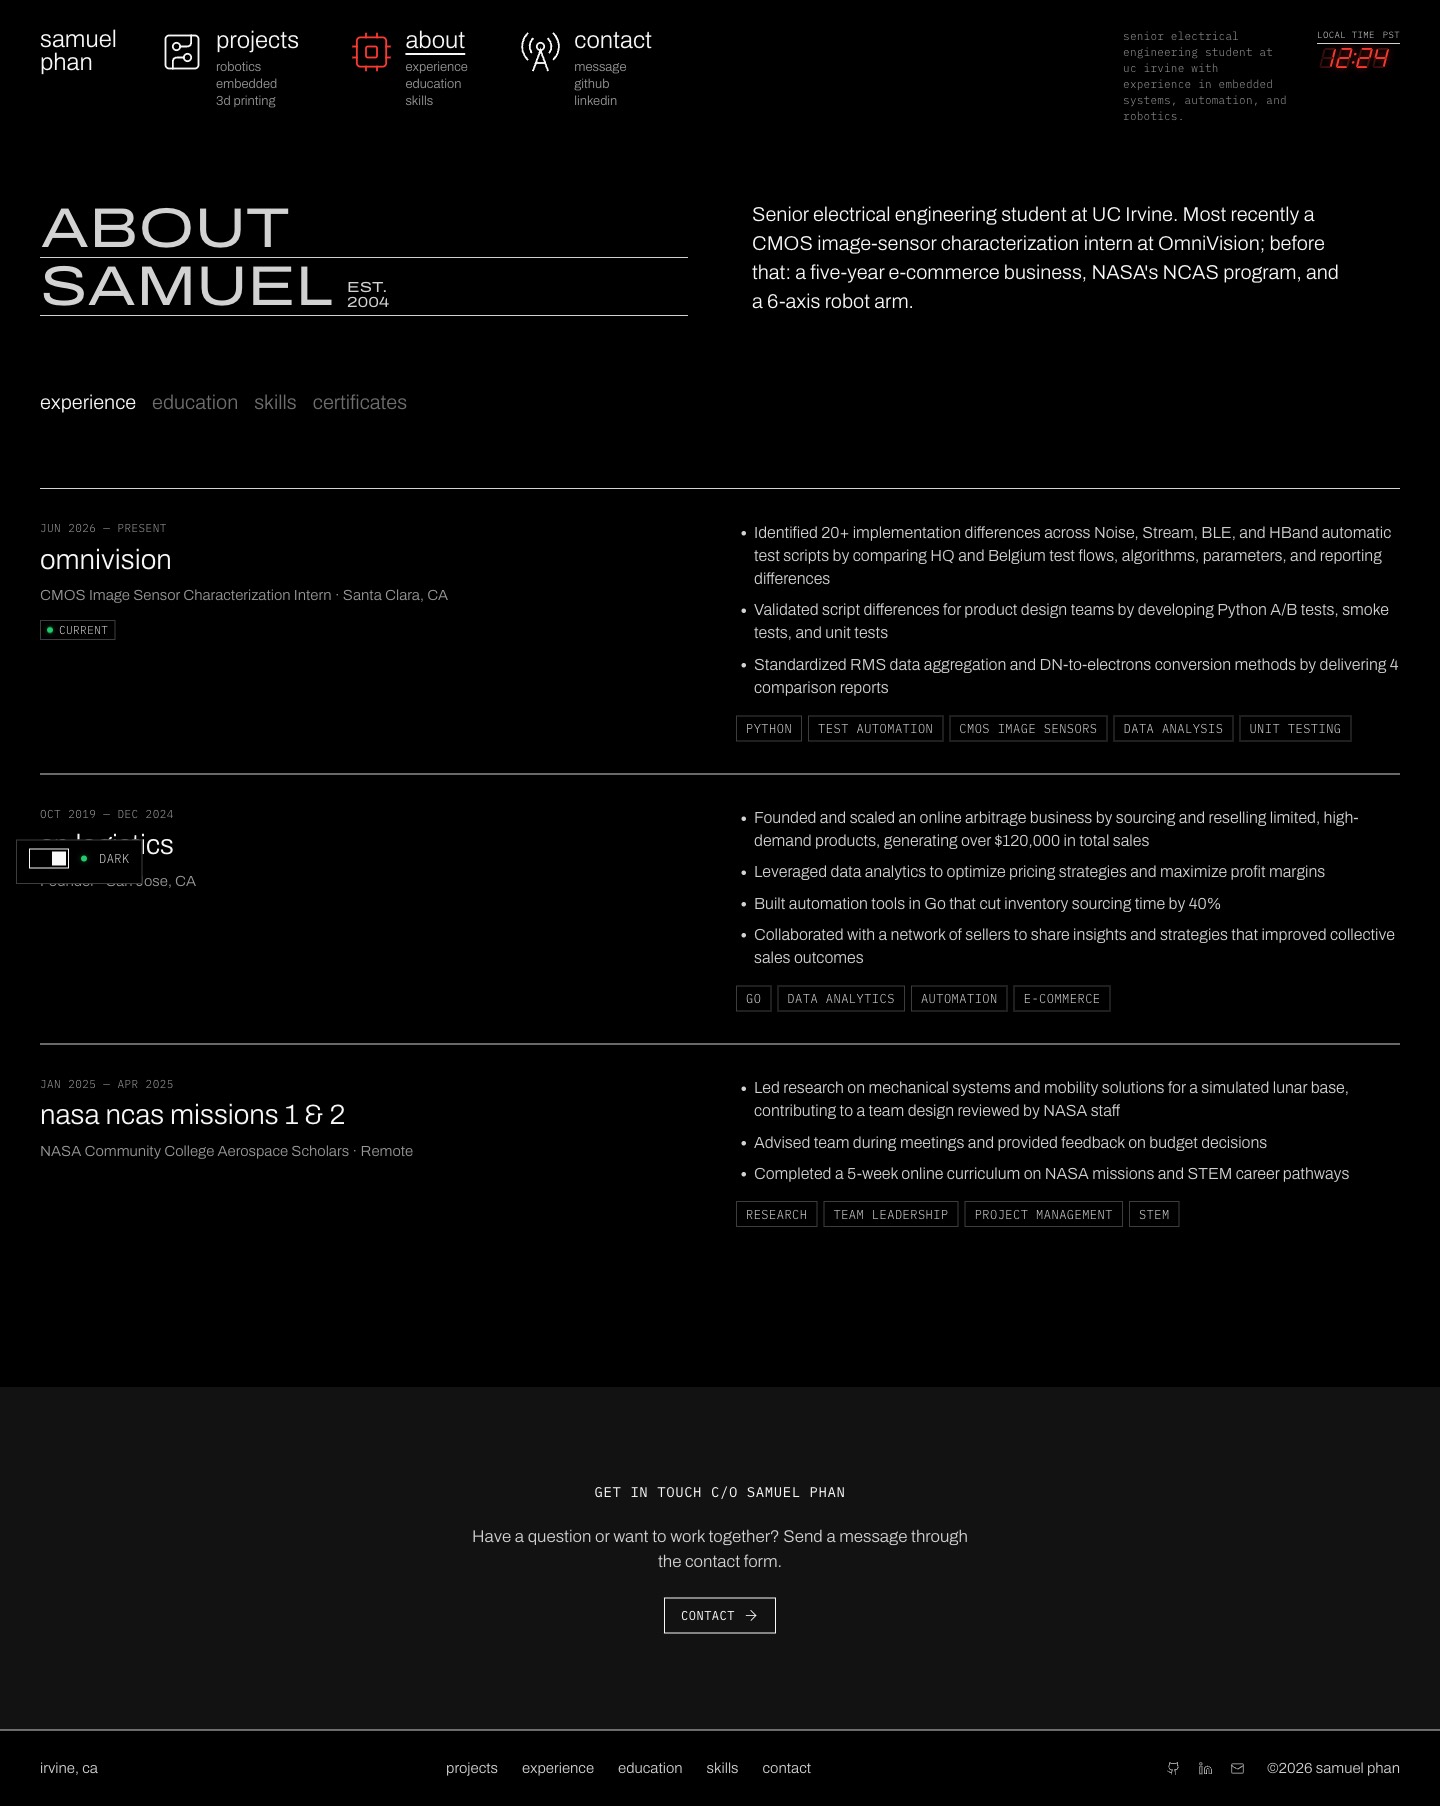 samuel
phan
projects
robotics
embedded
3d printing
about
experience
education
skills
contact
message
github
linkedin
senior electrical
engineering student at
uc irvine with
experience in embedded
systems, automation, and
robotics.
LOCAL TIME PST
12:24
ABOUT
SAMUEL EST.
2004
Senior electrical engineering student at UC Irvine. Most recently a
CMOS image-sensor characterization intern at OmniVision; before
that: a five-year e-commerce business, NASA's NCAS program, and
a 6-axis robot arm.
experience education skills certificates
JUN 2026 — PRESENT
omnivision
CMOS Image Sensor Characterization Intern · Santa Clara, CA
CURRENT
• Identified 20+ implementation differences across Noise, Stream, BLE, and HBand automatic
test scripts by comparing HQ and Belgium test flows, algorithms, parameters, and reporting
differences
• Validated script differences for product design teams by developing Python A/B tests, smoke
tests, and unit tests
• Standardized RMS data aggregation and DN-to-electrons conversion methods by delivering 4
comparison reports
PYTHON TEST AUTOMATION CMOS IMAGE SENSORS DATA ANALYSIS UNIT TESTING
OCT 2019 — DEC 2024
DARK
Jose, CA
• Founded and scaled an online arbitrage business by sourcing and reselling limited, high-
demand products, generating over $120,000 in total sales
• Leveraged data analytics to optimize pricing strategies and maximize profit margins
• Built automation tools in Go that cut inventory sourcing time by 40%
• Collaborated with a network of sellers to share insights and strategies that improved collective
sales outcomes
GO DATA ANALYTICS AUTOMATION E-COMMERCE
JAN 2025 — APR 2025
nasa ncas missions 1 & 2
NASA Community College Aerospace Scholars · Remote
• Led research on mechanical systems and mobility solutions for a simulated lunar base,
contributing to a team design reviewed by NASA staff
• Advised team during meetings and provided feedback on budget decisions
• Completed a 5-week online curriculum on NASA missions and STEM career pathways
RESEARCH TEAM LEADERSHIP PROJECT MANAGEMENT STEM
GET IN TOUCH C/O SAMUEL PHAN
Have a question or want to work together? Send a message through
the contact form.
CONTACT →
irvine, ca
projects experience education skills contact
©2026 samuel phan